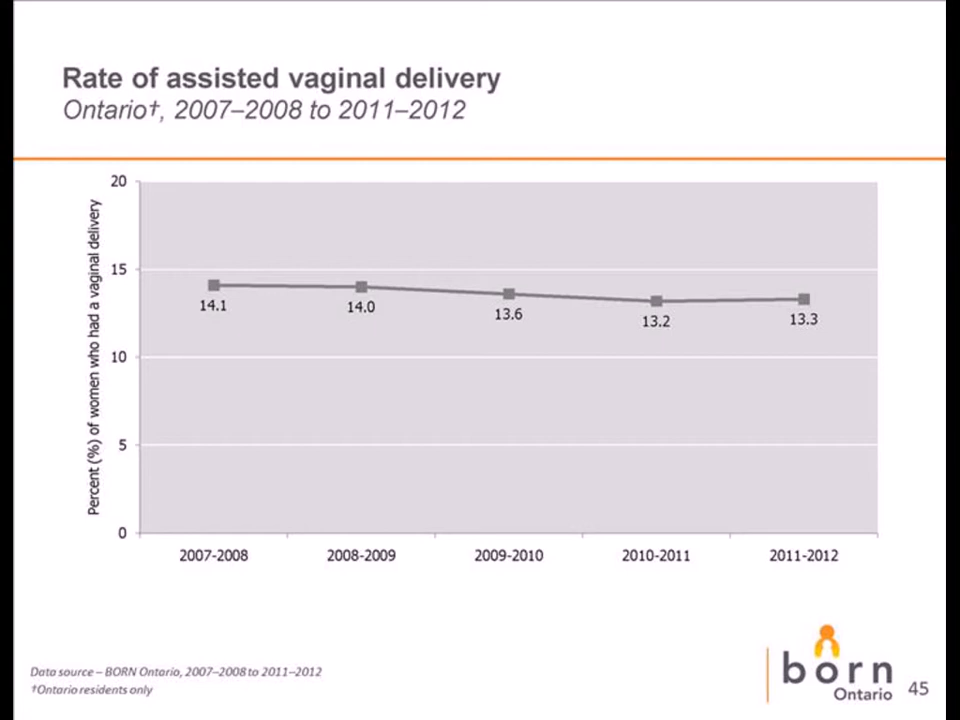 Rate of assisted vaginal delivery
Ontario†, 2007–2008 to 2011–2012
Percent (%) of women who had a vaginal delivery
20
15
10
5
0
14.1
14.0
13.6
13.2
13.3
2007-2008
2008-2009
2009-2010
2010-2011
2011-2012
Data source – BORN Ontario, 2007–2008 to 2011–2012
†Ontario residents only
born
Ontario
45